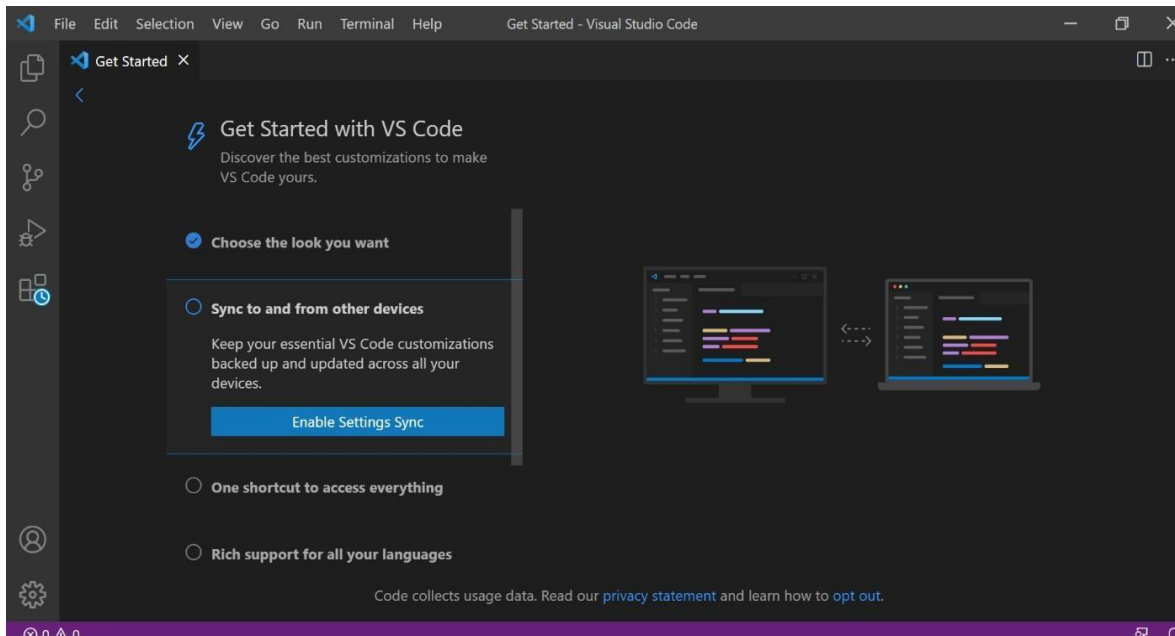 File Edit Selection View Go Run Terminal Help Get Started - Visual Studio Code
Get Started
Get Started with VS Code
Discover the best customizations to make
VS Code yours.
Choose the look you want
Sync to and from other devices
Keep your essential VS Code customizations
backed up and updated across all your
devices.
Enable Settings Sync
One shortcut to access everything
Rich support for all your languages
Code collects usage data. Read our privacy statement and learn how to opt out.
0 0